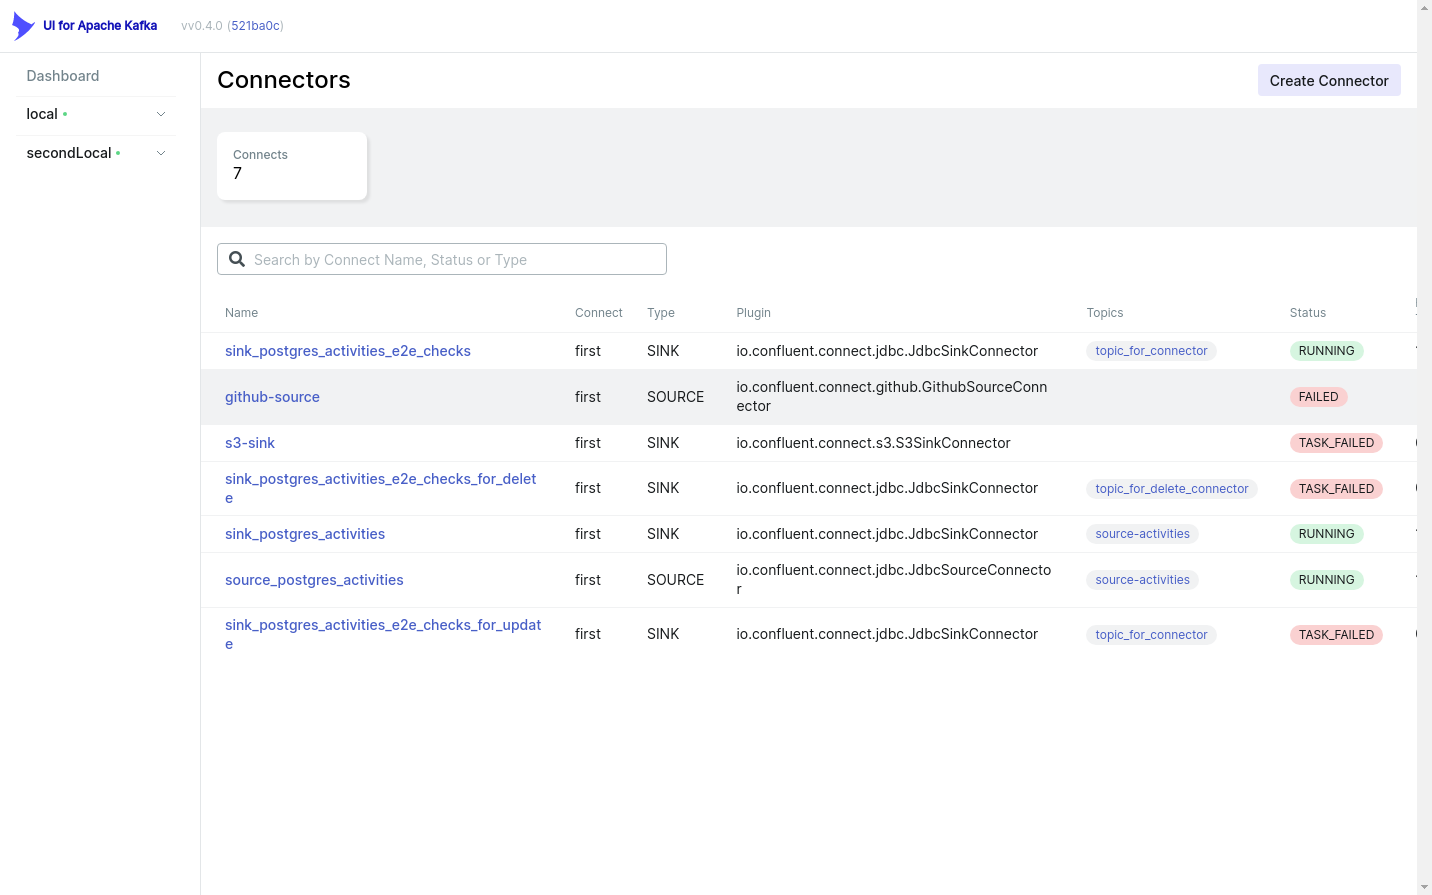 UI for Apache Kafka vv0.4.0 (521ba0c)
Dashboard
local
secondLocal
Connectors
Create Connector
Connects
7
Search by Connect Name, Status or Type
Name Connect Type Plugin Topics Status
sink_postgres_activities_e2e_checks first SINK io.confluent.connect.jdbc.JdbcSinkConnector topic_for_connector RUNNING
github-source first SOURCE io.confluent.connect.github.GithubSourceConn
ector FAILED
s3-sink first SINK io.confluent.connect.s3.S3SinkConnector TASK_FAILED
sink_postgres_activities_e2e_checks_for_delet
e first SINK io.confluent.connect.jdbc.JdbcSinkConnector topic_for_delete_connector TASK_FAILED
sink_postgres_activities first SINK io.confluent.connect.jdbc.JdbcSinkConnector source-activities RUNNING
source_postgres_activities first SOURCE io.confluent.connect.jdbc.JdbcSourceConnecto
r source-activities RUNNING
sink_postgres_activities_e2e_checks_for_updat
e first SINK io.confluent.connect.jdbc.JdbcSinkConnector topic_for_connector TASK_FAILED